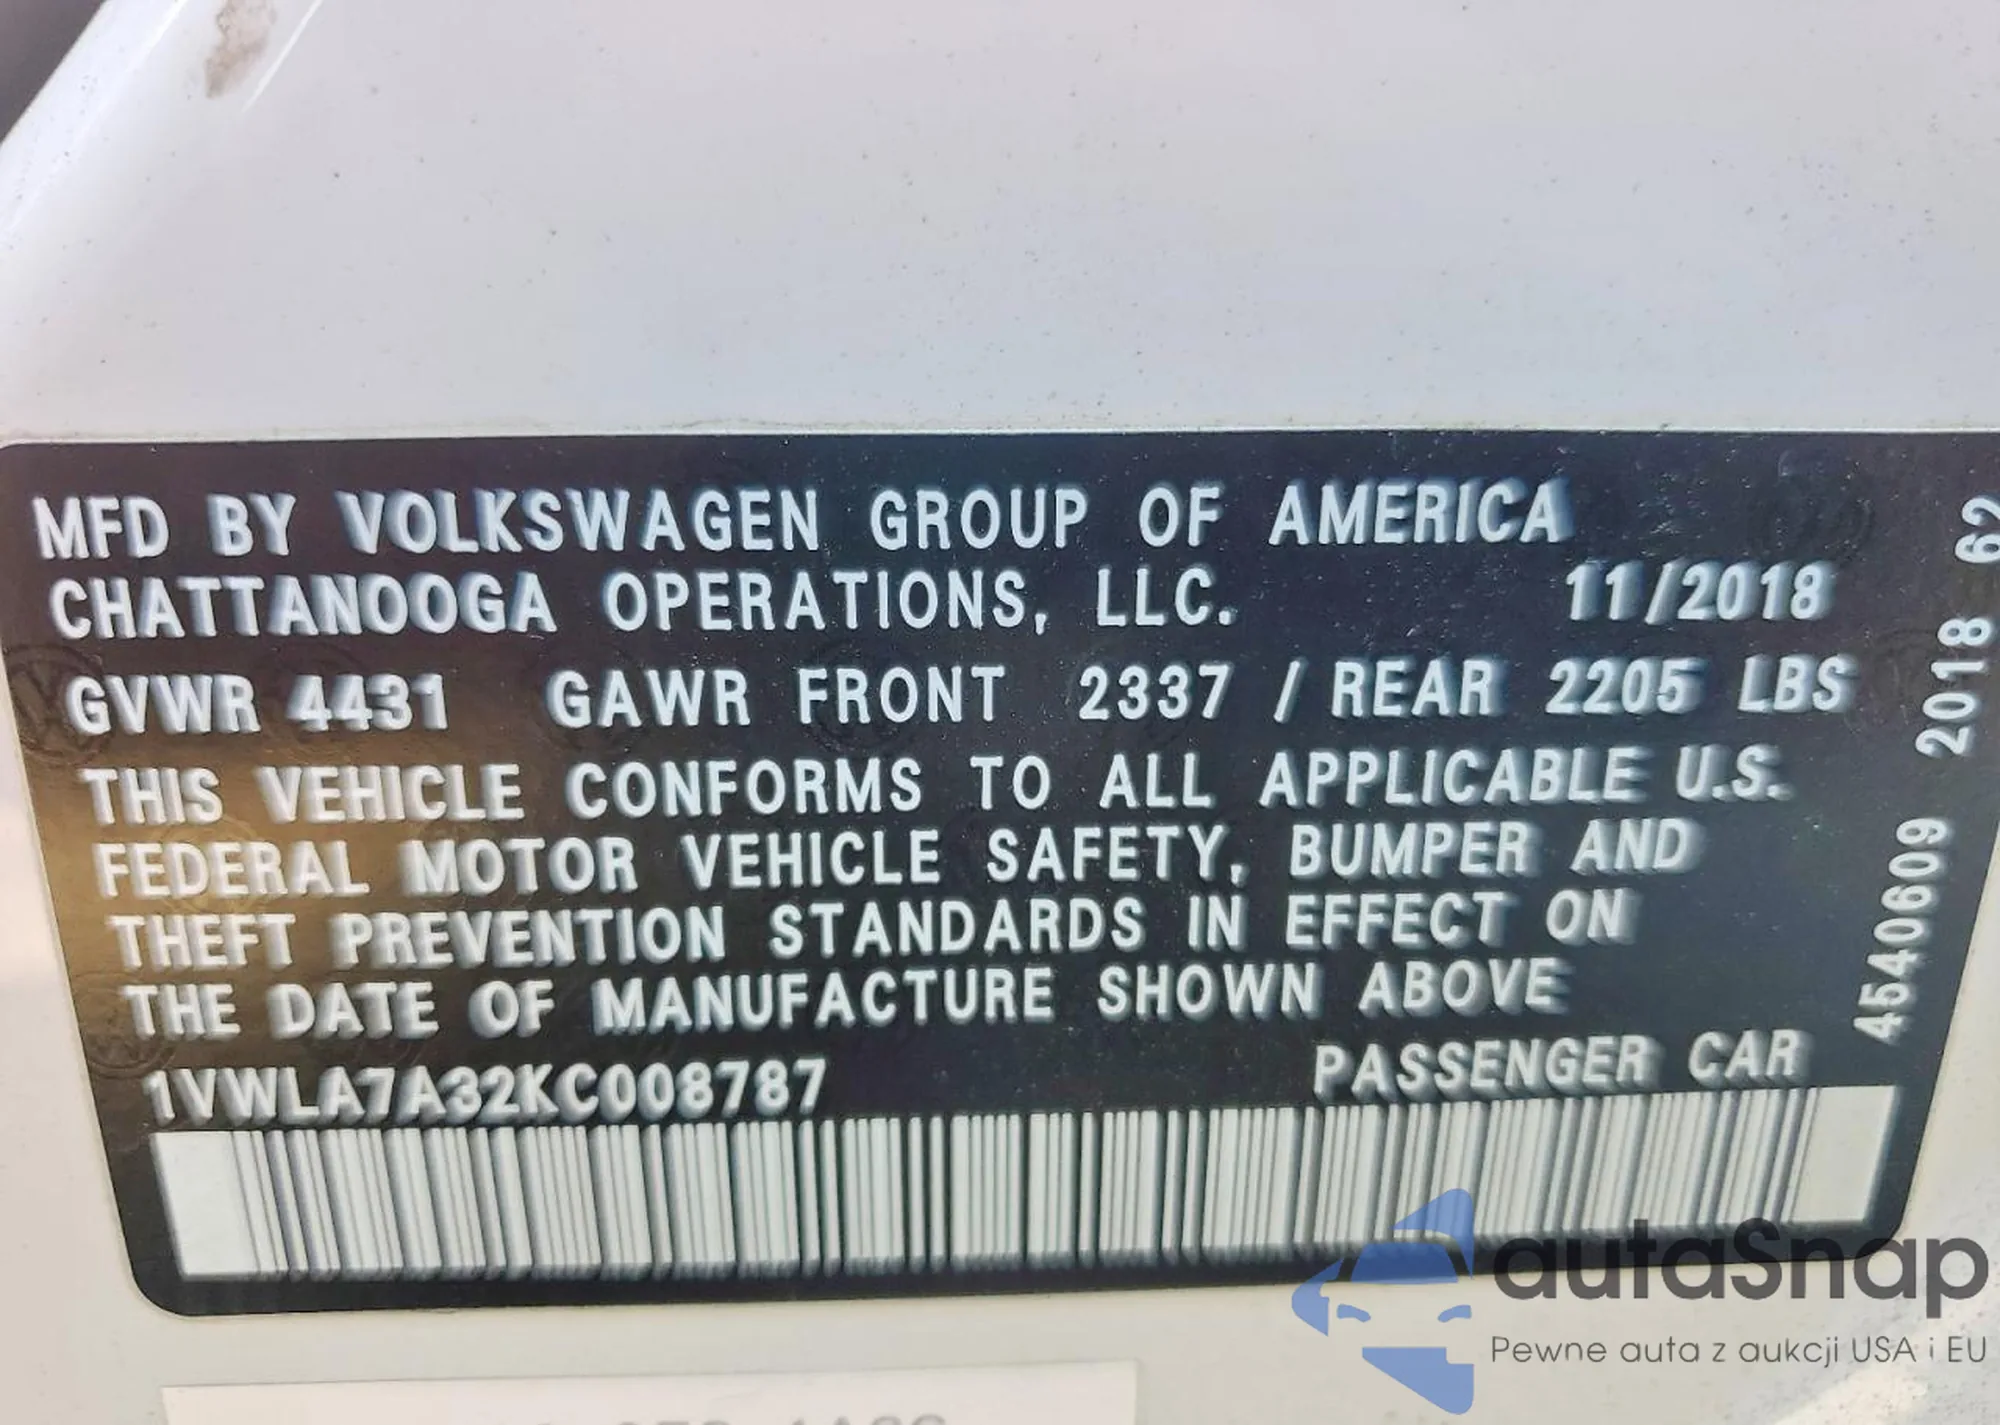 MFD BY VOLKSWAGEN GROUP OF AMERICA
CHATTANOOGA OPERATIONS, LLC. 11/2018
GVWR 4431 GAWR FRONT 2337 / REAR 2205 LBS
THIS VEHICLE CONFORMS TO ALL APPLICABLE U.S.
FEDERAL MOTOR VEHICLE SAFETY, BUMPER AND
THEFT PREVENTION STANDARDS IN EFFECT ON
THE DATE OF MANUFACTURE SHOWN ABOVE
1VWLA7A32KC008787 PASSENGER CAR
4540609 2018 62
autaSnap
Pewne auta z aukcji USA i EU